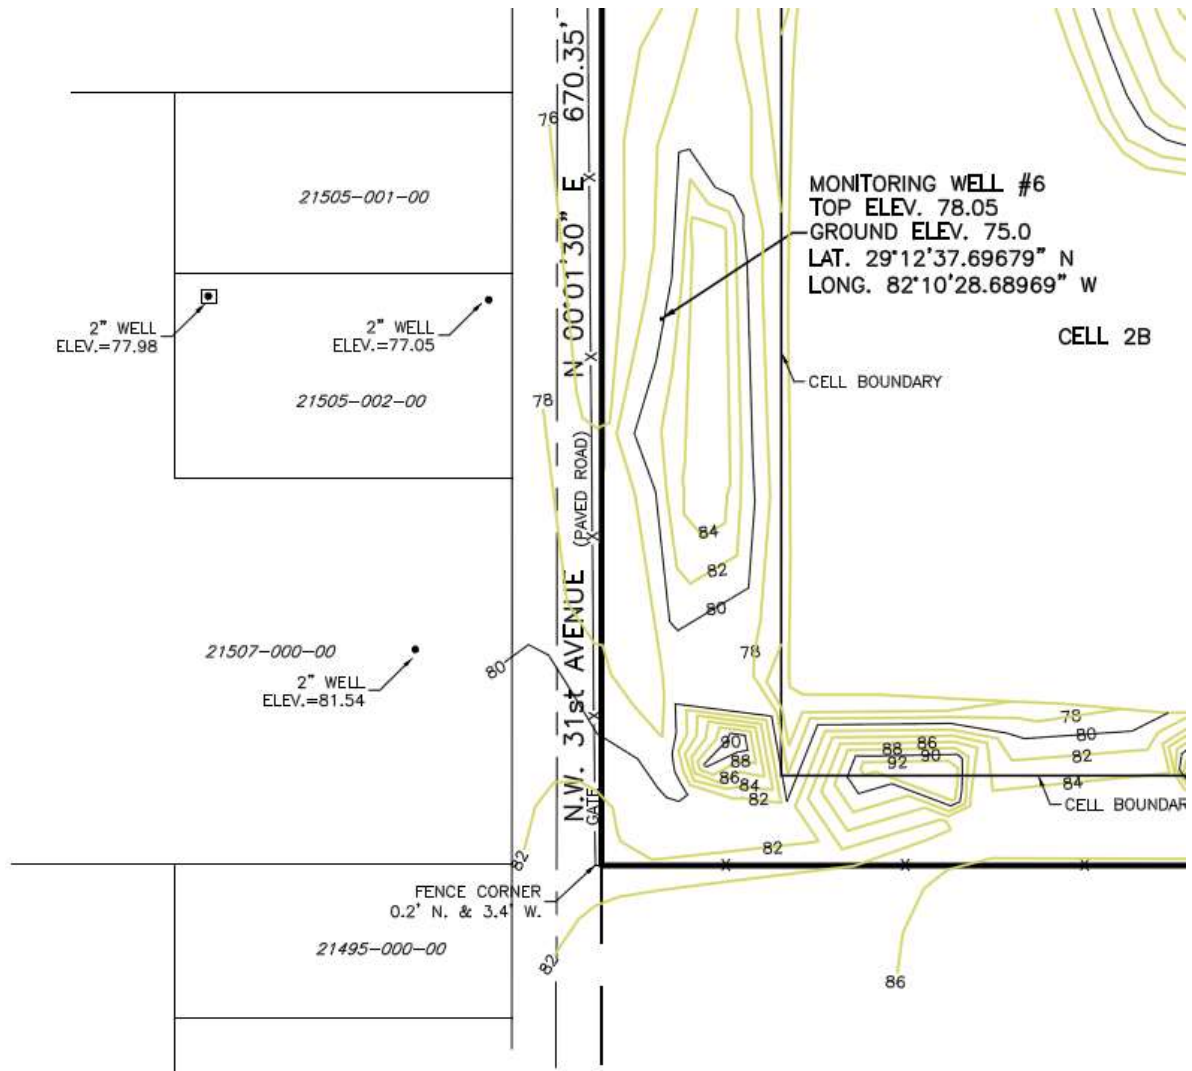 N 00°01'30" E 670.35'
76
21505-001-00
MONITORING WELL #6
TOP ELEV. 78.05
GROUND ELEV. 75.0
LAT. 29°12'37.69679" N
LONG. 82°10'28.68969" W
2" WELL
ELEV.=77.98
2" WELL
ELEV.=77.05
CELL 2B
CELL BOUNDARY
21505-002-00
78
N.W. 31st AVENUE (PAVED ROAD)
84
82
80
21507-000-00
2" WELL
ELEV.=81.54
80
78
78
80
82
84
90
88
86
84
82
88
86
92
90
CELL BOUNDAR
GATE
82
82
FENCE CORNER
0.2' N. & 3.4' W.
21495-000-00
82
86